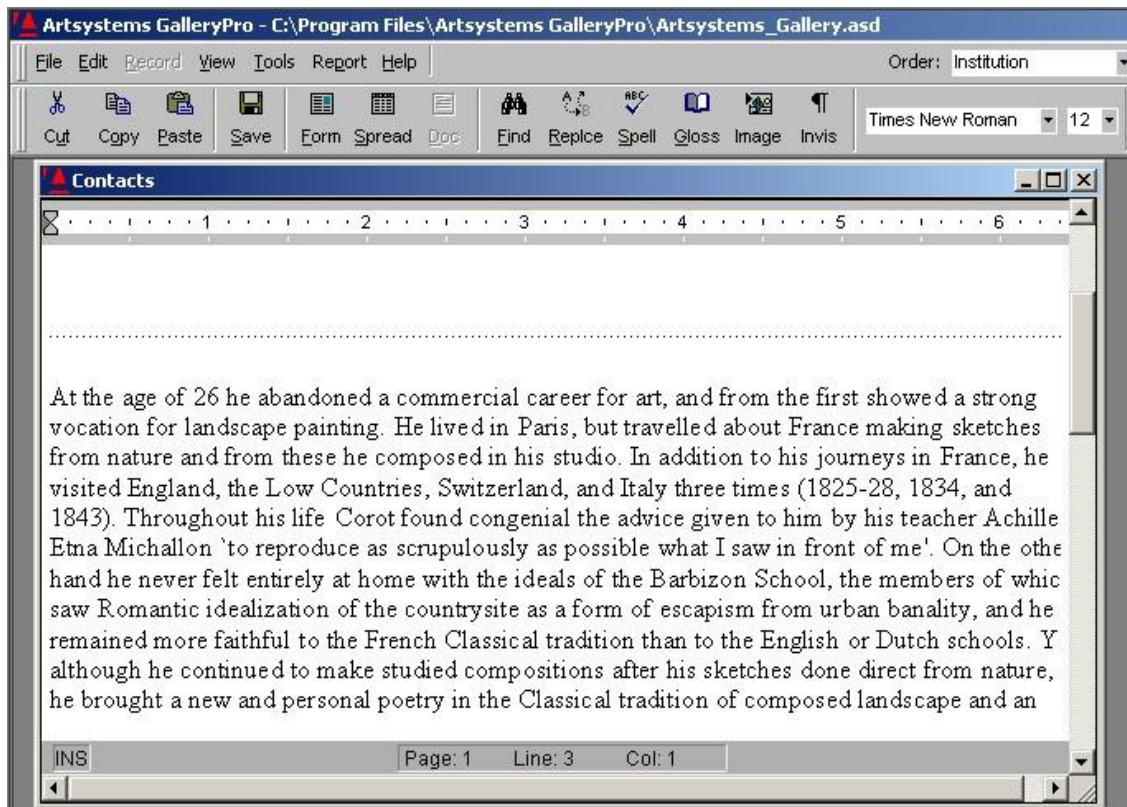 Artsystems GalleryPro - C:\Program Files\Artsystems GalleryPro\Artsystems_Gallery.asd
File Edit Record View Tools Report Help Order: Institution
Cut Copy Paste Save Form Spread Doc Find Replce Spell Gloss Image Invis Times New Roman 12
Contacts
1 2 3 4 5 6
At the age of 26 he abandoned a commercial career for art, and from the first showed a strong
vocation for landscape painting. He lived in Paris, but travelled about France making sketches
from nature and from these he composed in his studio. In addition to his journeys in France, he
visited England, the Low Countries, Switzerland, and Italy three times (1825-28, 1834, and
1843). Throughout his life Corot found congenial the advice given to him by his teacher Achille
Etna Michallon `to reproduce as scrupulously as possible what I saw in front of me'. On the othe
hand he never felt entirely at home with the ideals of the Barbizon School, the members of whic
saw Romantic idealization of the countrysite as a form of escapism from urban banality, and he
remained more faithful to the French Classical tradition than to the English or Dutch schools. Y
although he continued to make studied compositions after his sketches done direct from nature,
he brought a new and personal poetry in the Classical tradition of composed landscape and an
INS Page: 1 Line: 3 Col: 1